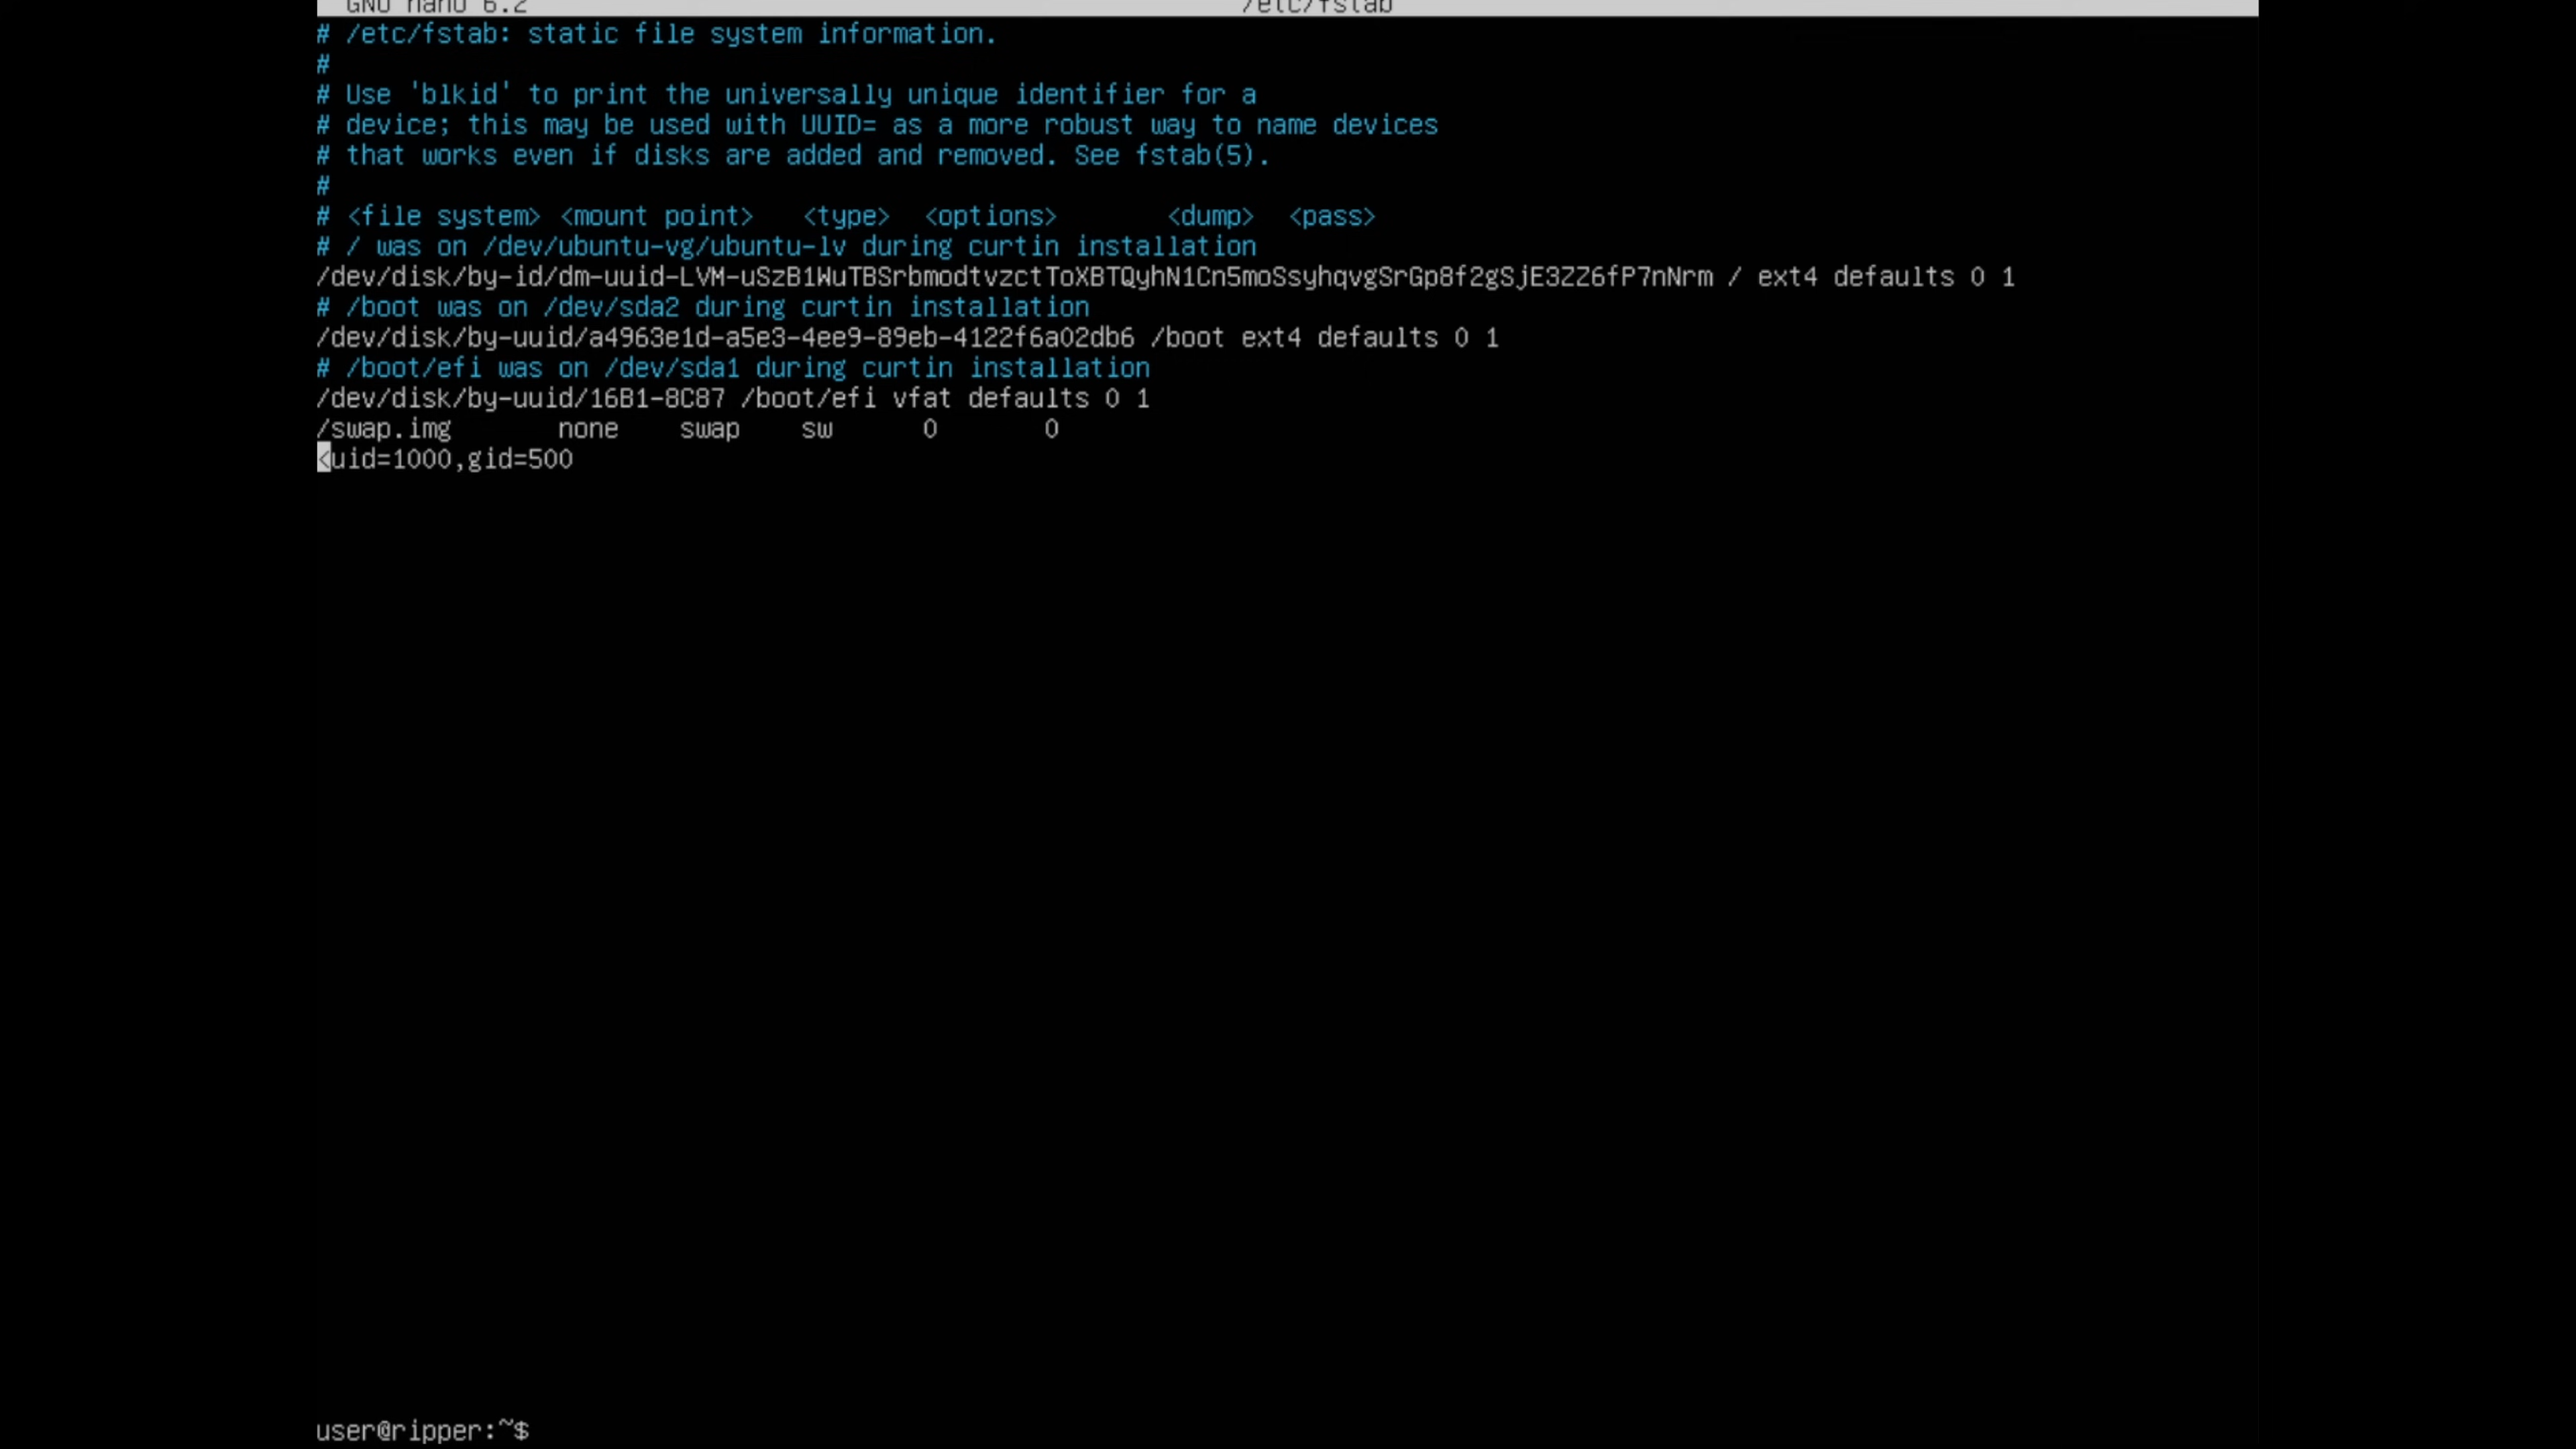 GNU nano 6.2 /etc/fstab
# /etc/fstab: static file system information.
#
# Use 'blkid' to print the universally unique identifier for a
# device; this may be used with UUID= as a more robust way to name devices
# that works even if disks are added and removed. See fstab(5).
#
# <file system> <mount point>   <type>  <options>       <dump>  <pass>
# / was on /dev/ubuntu-vg/ubuntu-lv during curtin installation
/dev/disk/by-id/dm-uuid-LVM-uSzB1WuTBSrbmodtvzctToXBTQyhN1Cn5moSsyhqvgSrGp8f2gSjE3ZZ6fP7nNrm / ext4 defaults 0 1
# /boot was on /dev/sda2 during curtin installation
/dev/disk/by-uuid/a4963e1d-a5e3-4ee9-89eb-4122f6a02db6 /boot ext4 defaults 0 1
# /boot/efi was on /dev/sda1 during curtin installation
/dev/disk/by-uuid/16B1-8C87 /boot/efi vfat defaults 0 1
/swap.img       none    swap    sw      0       0
<uid=1000,gid=500
user@ripper:~$